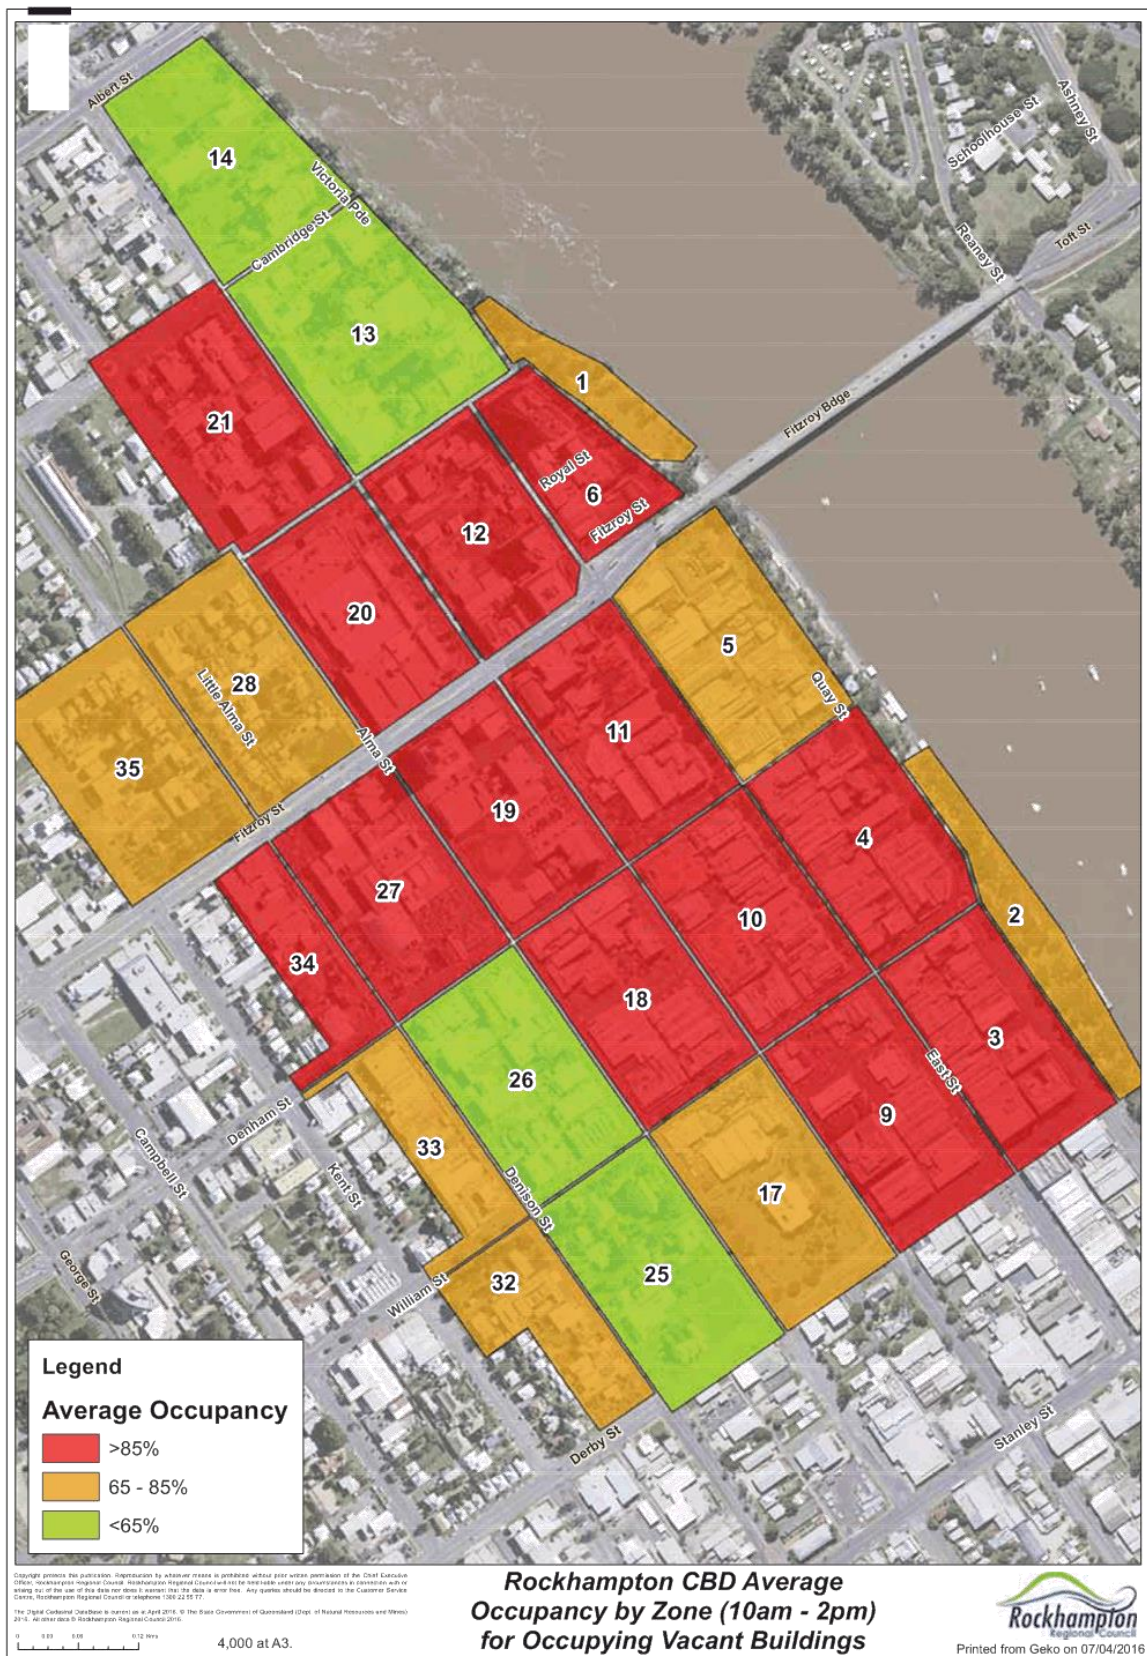 Albert St
14
Victoria Pde
Cambridge St
13
Ashney St
Schoolhouse St
Reaney St
Toft St
1
21
Royal St
6
Fitzroy St
Fitzroy Bdge
12
20
5
Quay St
28
Little Alma St
Alma St
11
35
Fitzroy St
19
4
27
10
2
34
18
3
26
East St
9
Denham St
33
Campbell St
Kent St
Denison St
17
George St
William St
32
25
Derby St
Stanley St
Legend
Average Occupancy
>85%
65 - 85%
<65%
Rockhampton CBD Average
Occupancy by Zone (10am - 2pm)
for Occupying Vacant Buildings
4,000 at A3.
Rockhampton
Regional Council
Printed from Geko on 07/04/2016